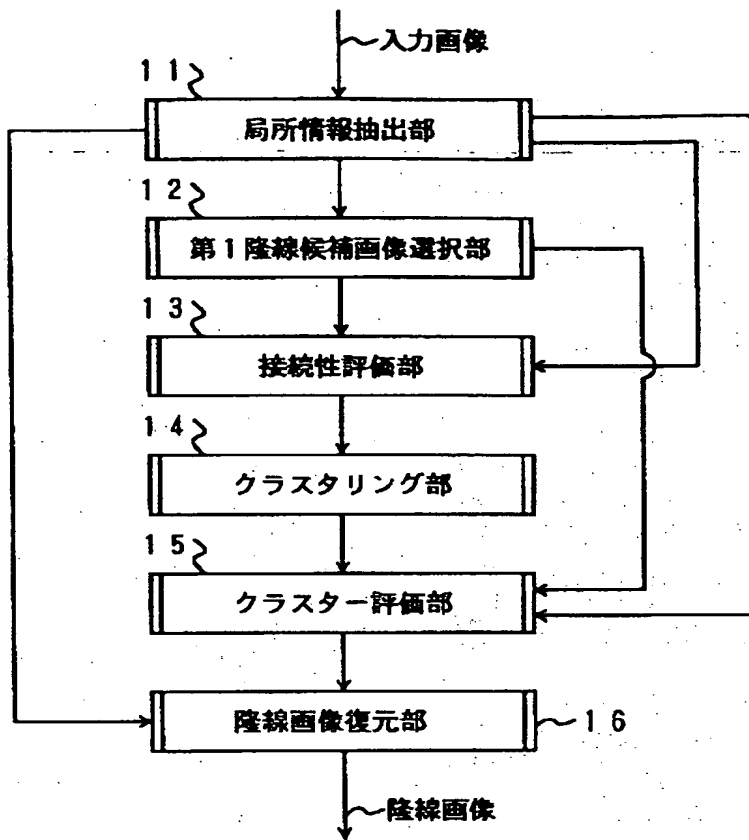 入力画像
11
局所情報抽出部
12
第1隆線候補画像選択部
13
接続性評価部
14
クラスタリング部
15
クラスター評価部
隆線画像復元部
16
隆線画像